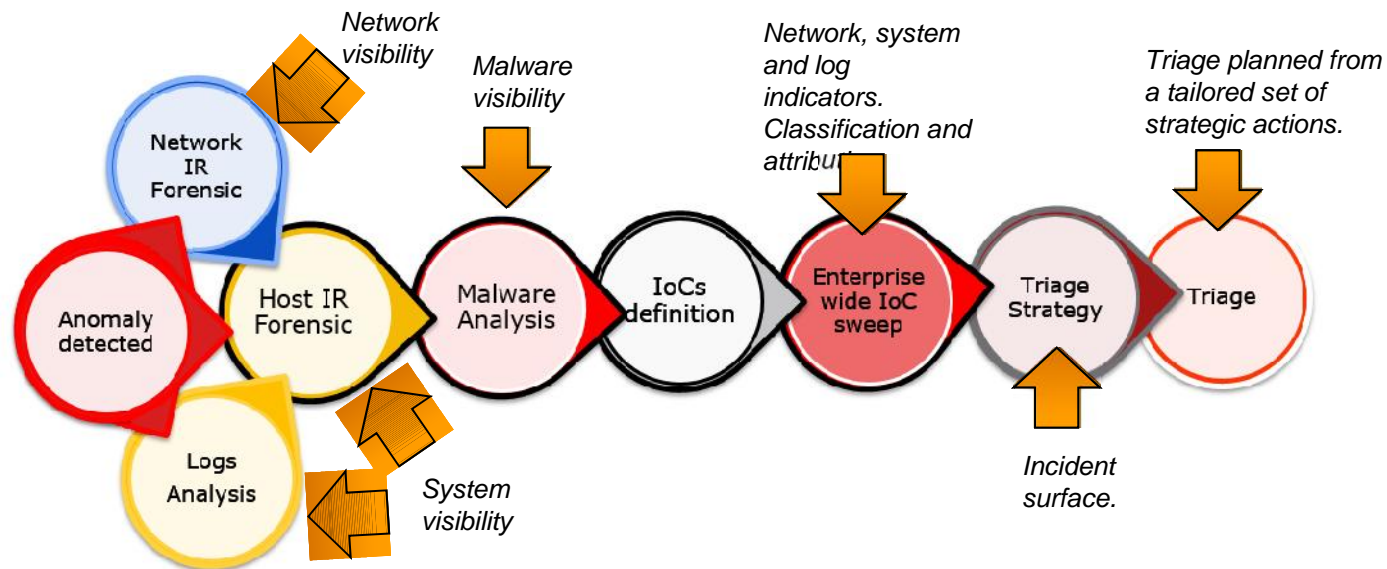 Network
visibility
Malware
visibility
Network, system
and log
indicators.
Classification and
Triage planned from
a tailored set of
strategic actions.
Network
IR
Forensic
Anomaly
detected
Host IR
Forensic
Logs
Analysis
Malware
Analysis
IoCs
definition
Enterprise
wide IoC
sweep
Triage
Strategy
Triage
System
visibility
Incident
surface.